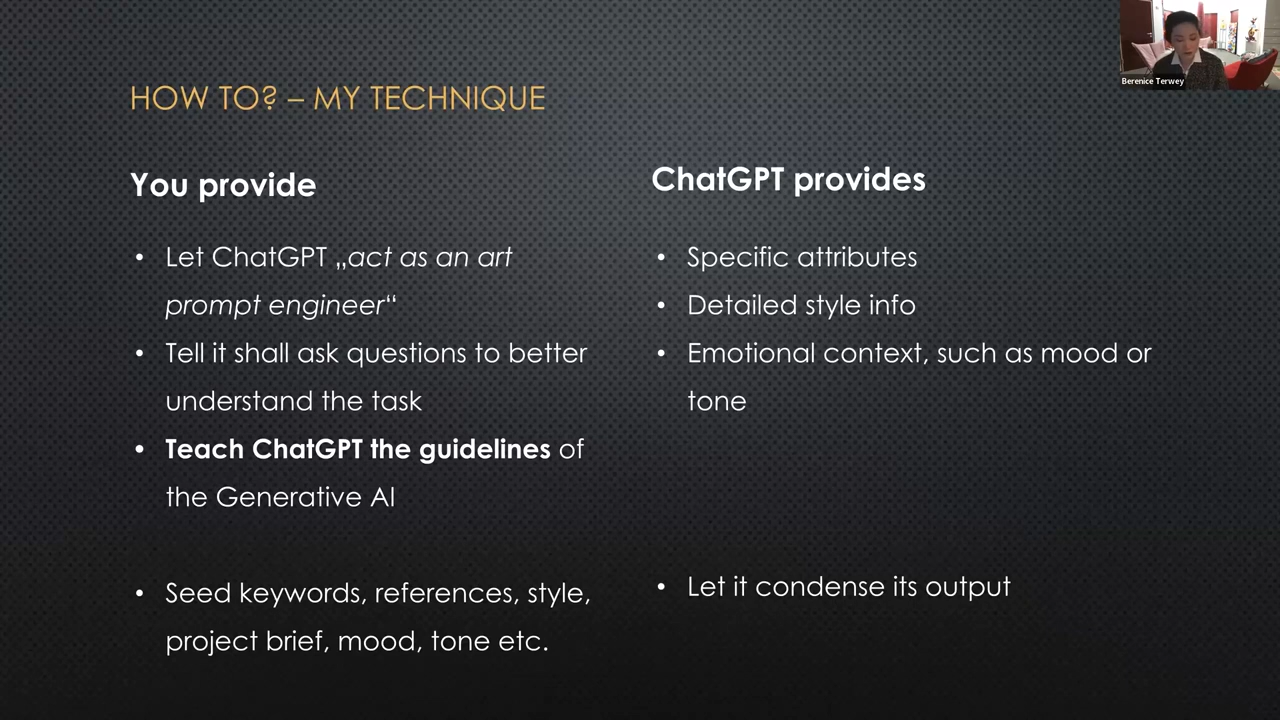 Berenice Terwey
HOW TO? – MY TECHNIQUE
You provide
• Let ChatGPT „act as an art
prompt engineer“
• Tell it shall ask questions to better
understand the task
• Teach ChatGPT the guidelines of
the Generative AI
• Seed keywords, references, style,
project brief, mood, tone etc.
ChatGPT provides
• Specific attributes
• Detailed style info
• Emotional context, such as mood or
tone
• Let it condense its output